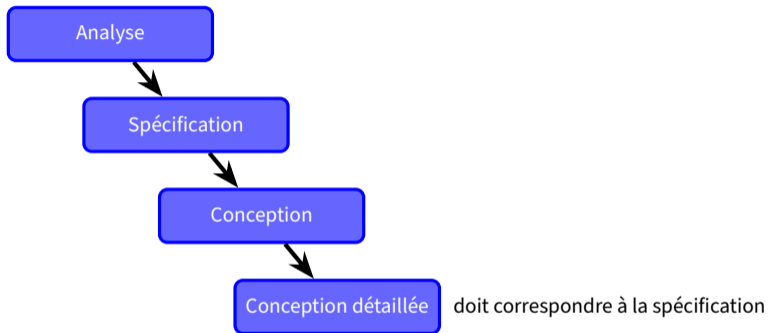 Analyse
Spécification
Conception
Conception détaillée doit correspondre à la spécification